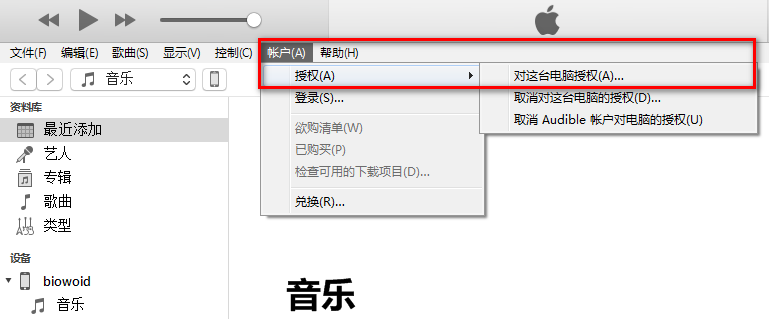 文件(F) 编辑(E) 歌曲(S) 显示(V) 控制(C) 帐户(A) 帮助(H)
音乐
授权(A)
登录(S)...
欲购清单(W)
已购买(P)
检查可用的下载项目(D)...
兑换(R)...
对这台电脑授权(A)...
取消对这台电脑的授权(D)...
取消 Audible 帐户对电脑的授权(U)
资料库
最近添加
艺人
专辑
歌曲
类型
设备
biowoid
音乐
音乐